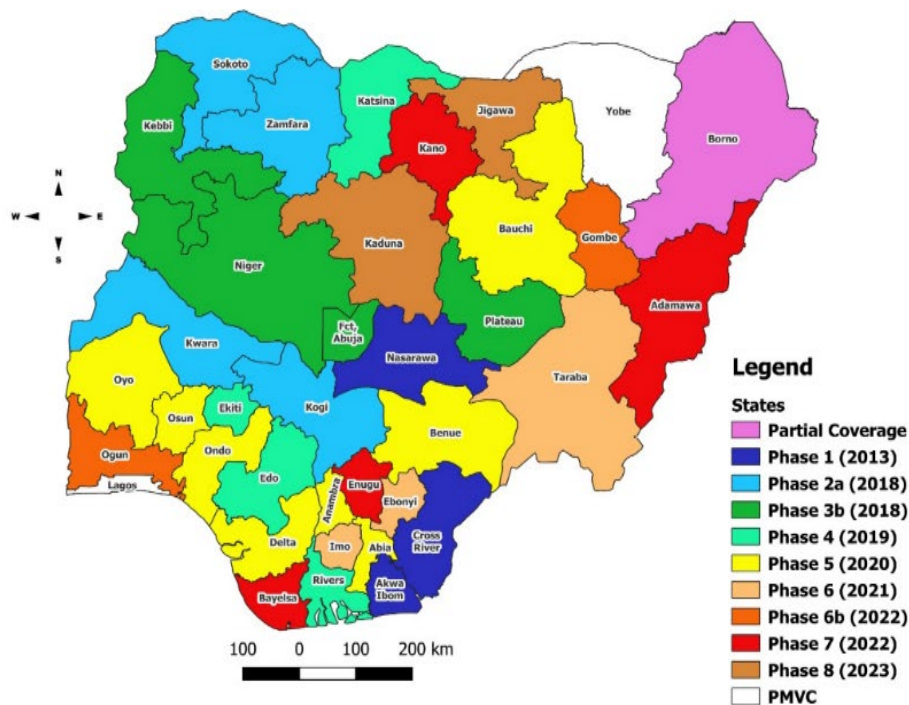 Sokoto
Katsina
Jigawa
Yobe
Kebbi
Zamfara
Borno
Kano
N
W
E
S
Bauchi
Kaduna
Gombe
Niger
Adamawa
Fct,
Abuja
Plateau
Kwara
Nasarawa
Taraba
Oyo
Ekiti
Kogi
Osun
Benue
Ondo
Ogun
Edo
Enugu
Lagos
Anambra
Ebonyi
Cross
River
Delta
Imo
Abia
Rivers
Akwa
Ibom
Bayelsa
100 0 100 200 km
Legend
States
Partial Coverage
Phase 1 (2013)
Phase 2a (2018)
Phase 3b (2018)
Phase 4 (2019)
Phase 5 (2020)
Phase 6 (2021)
Phase 6b (2022)
Phase 7 (2022)
Phase 8 (2023)
PMVC